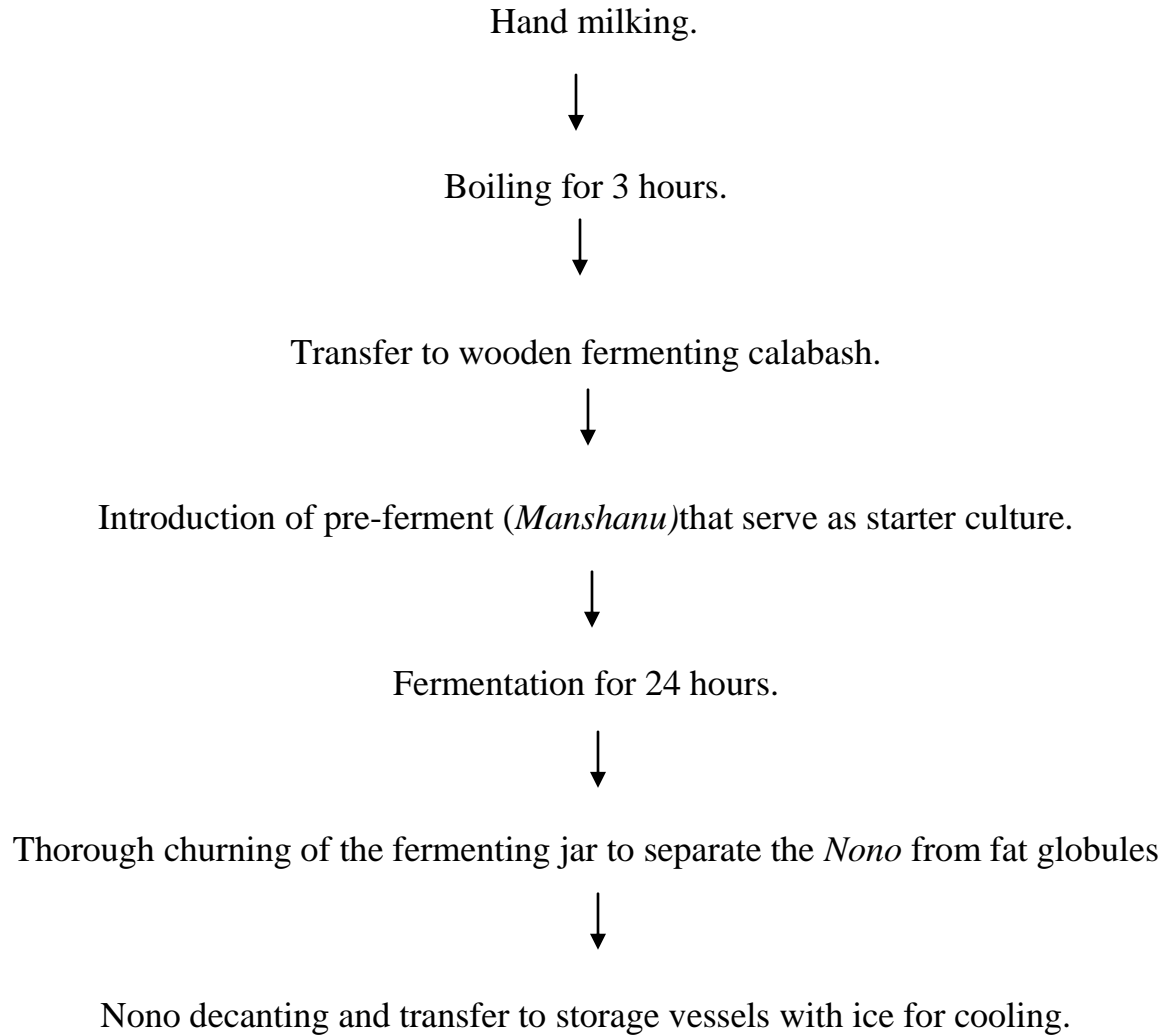 Hand milking.
Boiling for 3 hours.
Transfer to wooden fermenting calabash.
Introduction of pre-ferment (Manshanu)that serve as starter culture.
Fermentation for 24 hours.
Thorough churning of the fermenting jar to separate the Nono from fat globules
Nono decanting and transfer to storage vessels with ice for cooling.